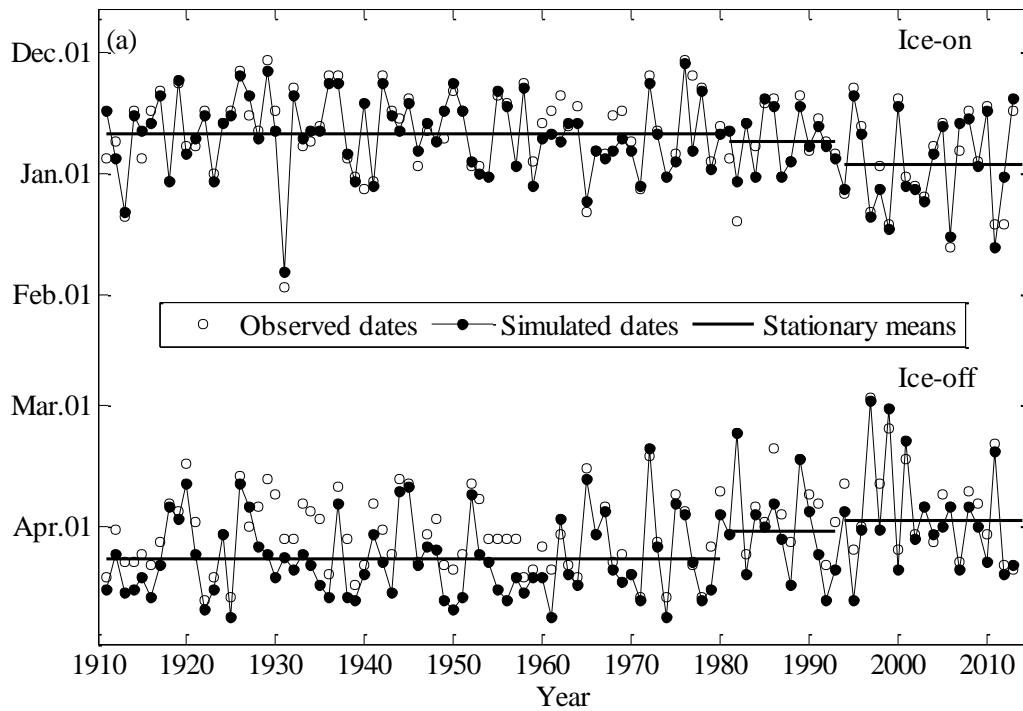 (a)
Ice-on
Dec.01
Jan.01
Feb.01
Observed dates Simulated dates Stationary means
Ice-off
Mar.01
Apr.01
1910 1920 1930 1940 1950 1960 1970 1980 1990 2000 2010
Year